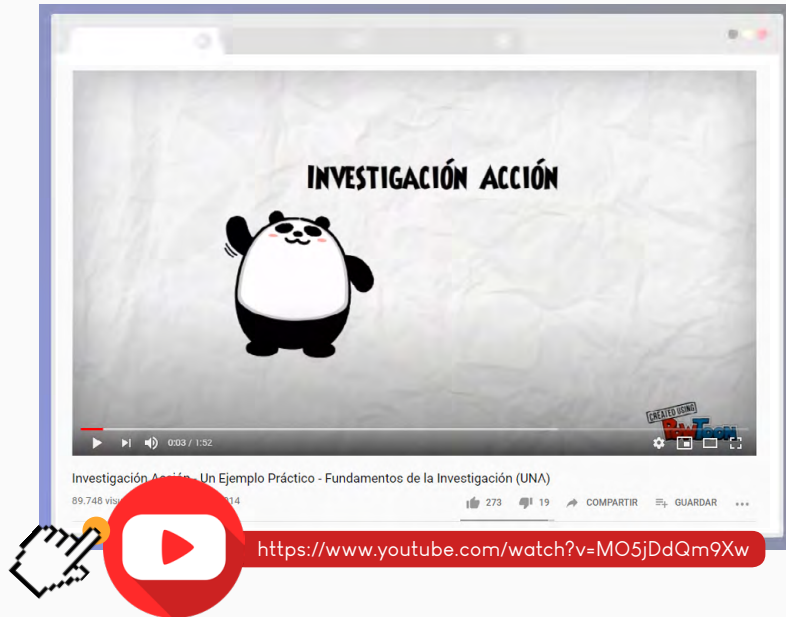 INVESTIGACIÓN ACCIÓN
CREATED USING
POWTOON
0:03 / 1:52
Investigación Acción - Un Ejemplo Práctico - Fundamentos de la Investigación (UNA)
89.748
273
19
COMPARTIR
GUARDAR
https://www.youtube.com/watch?v=MO5jDdQm9Xw